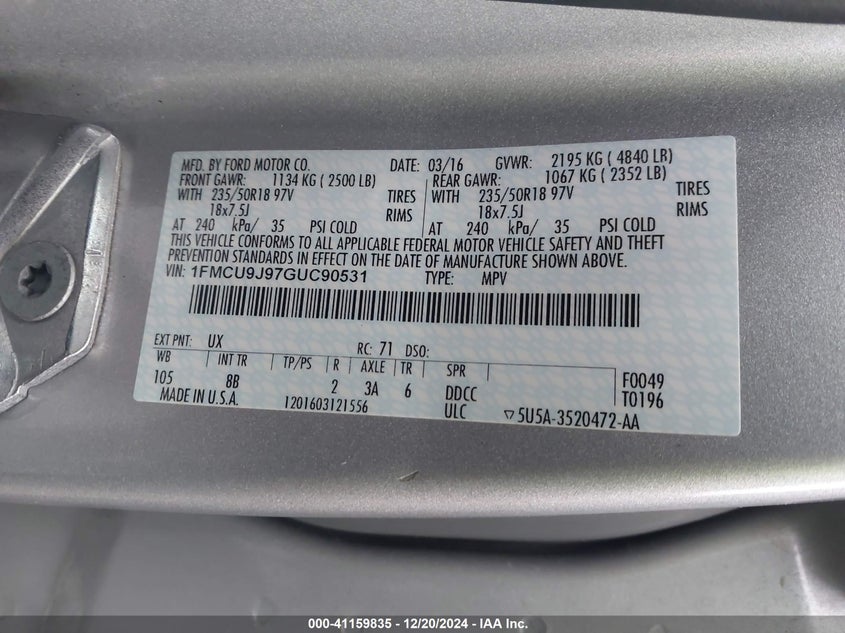 MFD. BY FORD MOTOR CO. DATE: 03/16 GVWR: 2195 KG ( 4840 LB)
FRONT GAWR: 1134 KG ( 2500 LB) REAR GAWR: 1067 KG ( 2352 LB)
WITH 235/50R18 97V TIRES WITH 235/50R18 97V TIRES
18x7.5J RIMS 18x7.5J RIMS
AT 240 kPa/ 35 PSI COLD AT 240 kPa/ 35 PSI COLD
THIS VEHICLE CONFORMS TO ALL APPLICABLE FEDERAL MOTOR VEHICLE SAFETY AND THEFT
PREVENTION STANDARDS IN EFFECT ON THE DATE OF MANUFACTURE SHOWN ABOVE.
VIN: 1FMCU9J97GUC90531 TYPE: MPV
EXT PNT: UX RC: 71 DSO:
WB INT TR TP/PS R AXLE TR SPR
105 8B 2 3A 6 DDCC F0049
MADE IN U.S.A. 1201603121556 ULC T0196
▽5U5A-3520472-AA
000-41159835 - 12/20/2024 - IAA Inc.